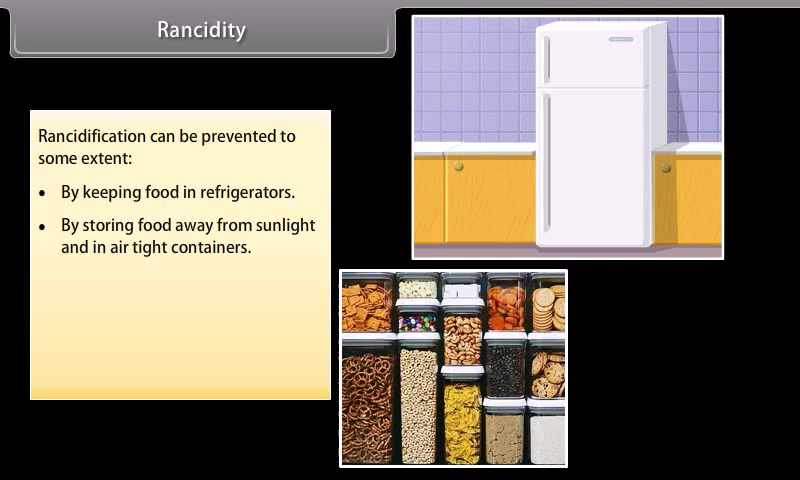 Rancidity
Rancidification can be prevented to
some extent:
• By keeping food in refrigerators.
• By storing food away from sunlight
and in air tight containers.